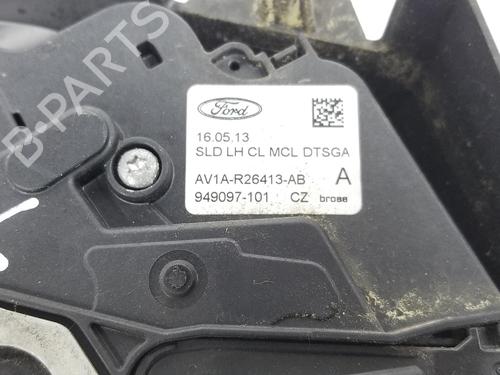 B-PARTS
Ford
16.05.13
SLD LH CL MCL DTSGA
AV1A-R26413-AB A
949097-101 CZ brose